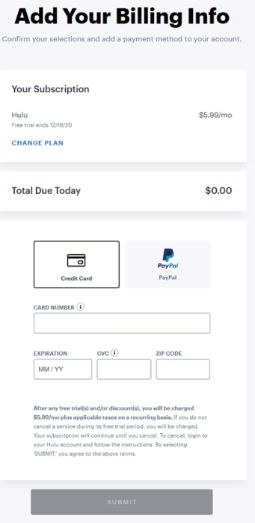 Add Your Billing Info
Confirm your selections and add a payment method to your account.
Your Subscription
Hulu $5.99/mo
Free trial ends 12/18/20
CHANGE PLAN
Total Due Today $0.00
PayPal
Credit Card PayPal
CARD NUMBER i
EXPIRATION CVC i ZIP CODE
MM / YY
After any free trial(s) and/or discount(s), you will be charged
$5.99/mo plus applicable taxes on a recurring basis. If you do not
cancel a service during its free trial period, you will be charged.
Your subscription will continue until you cancel. To cancel, login to
your Hulu account and follow the instructions. By selecting
'SUBMIT,' you agree to the above terms.
SUBMIT